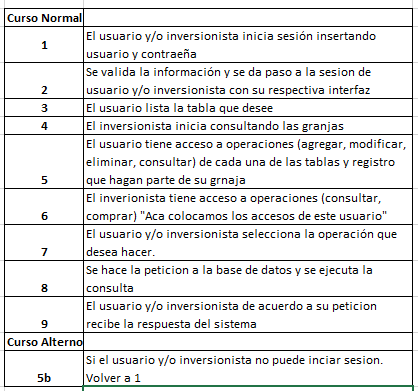 Curso Normal
1
El usuario y/o inversionista inicia sesión insertando
usuario y contraeña
2
Se valida la información y se da paso a la sesion de
usuario y/o inversionista con su respectiva interfaz
3
El usuario lista la tabla que desee
4
El inversionista inicia consultando las granjas
5
El usuario tiene acceso a operaciones (agregar, modificar,
eliminar, consultar) de cada una de las tablas y registro
que hagan parte de su grnaja
6
El inverionista tiene acceso a operaciones (consultar,
comprar) "Aca colocamos los accesos de este usuario"
7
El usuario y/o inversionista selecciona la operación que
desea hacer.
8
Se hace la peticion a la base de datos y se ejecuta la
consulta
9
El usuario y/o inversionista de acuerdo a su peticion
recibe la respuesta del sistema
Curso Alterno
5b
Si el usuario y/o inversionista no puede inciar sesion.
Volver a 1